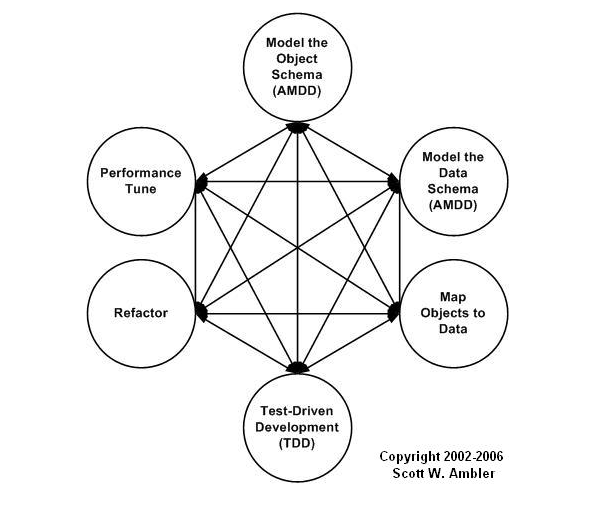 Model the
Object
Schema
(AMDD)
Performance
Tune
Model the
Data
Schema
(AMDD)
Refactor
Map
Objects to
Data
Test-Driven
Development
(TDD)
Copyright 2002-2006
Scott W. Ambler